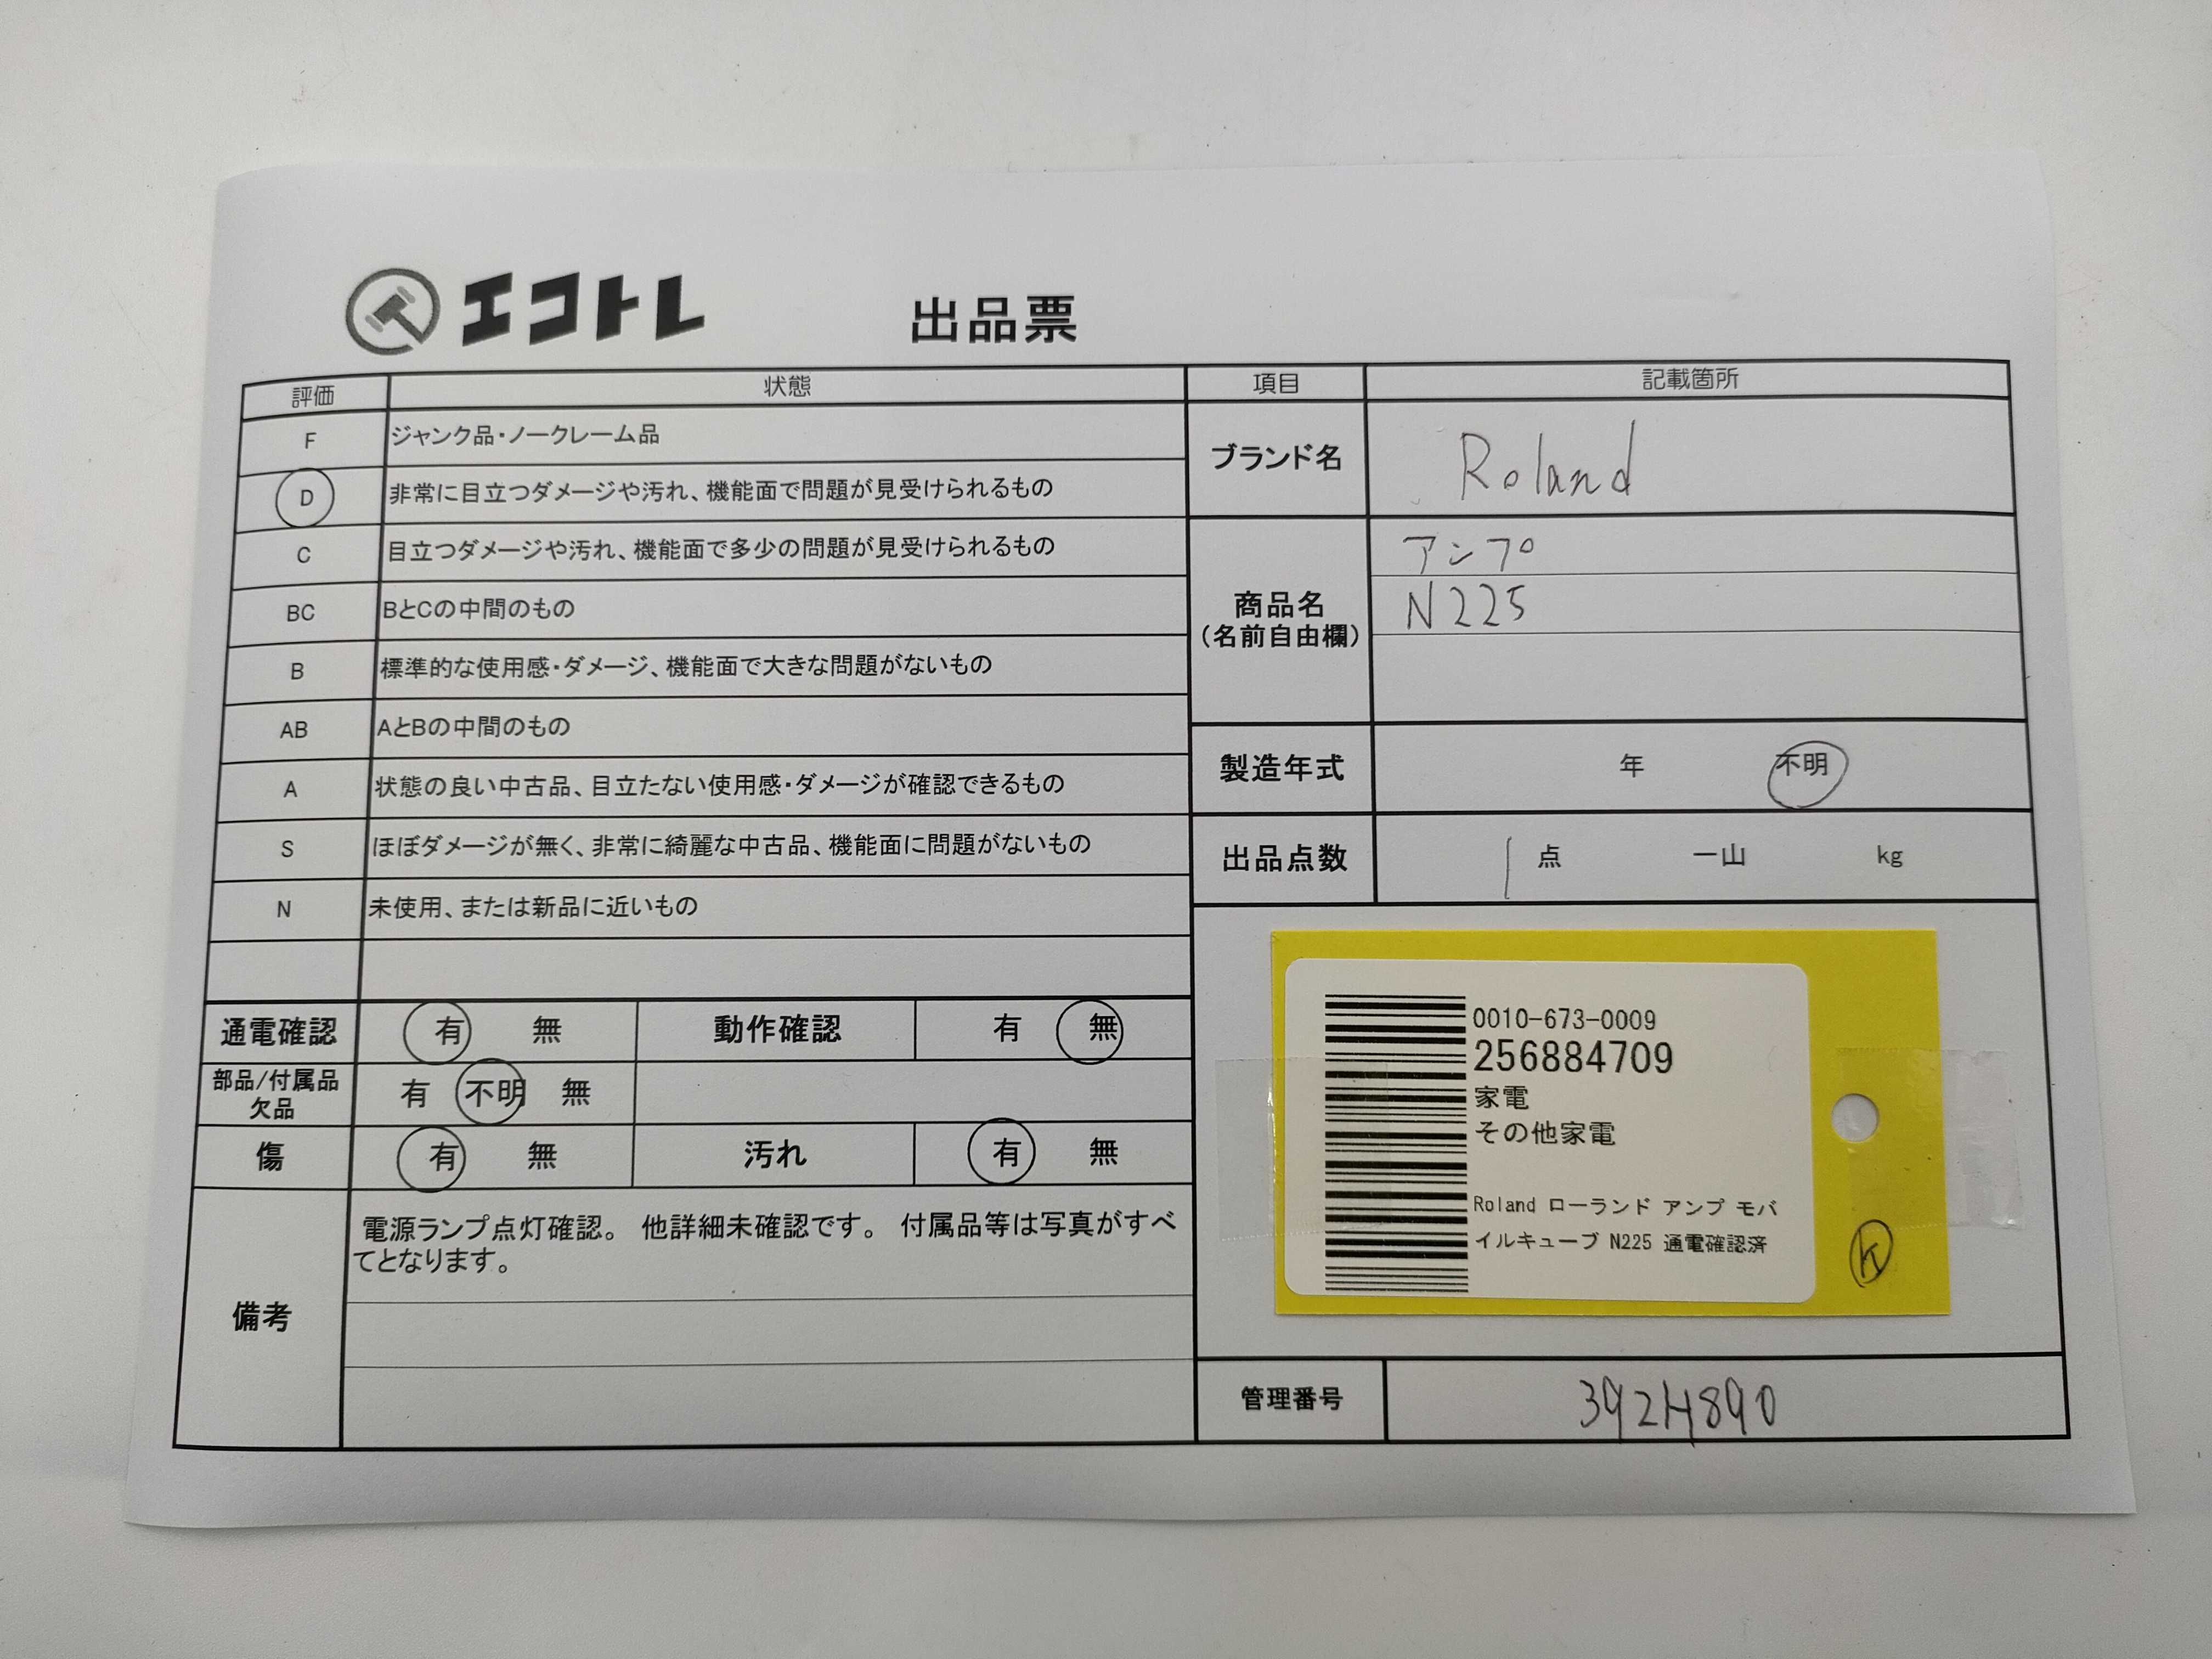 エコトレ
出品票
評価 状態
F ジャンク品・ノークレーム品
D 非常に目立つダメージや汚れ、機能面で問題が見受けられるもの
C 目立つダメージや汚れ、機能面で多少の問題が見受けられるもの
BC BとCの中間のもの
B 標準的な使用感・ダメージ、機能面で大きな問題がないもの
AB AとBの中間のもの
A 状態の良い中古品、目立たない使用感・ダメージが確認できるもの
S ほぼダメージが無く、非常に綺麗な中古品、機能面に問題がないもの
N 未使用、または新品に近いもの
通電確認 有 無 動作確認 有 無
部品/付属品
欠品
有 不明 無
傷 有 無 汚れ 有 無
備考
電源ランプ点灯確認。 他詳細未確認です。 付属品等は写真がすべ
てとなります。
項目 記載箇所
ブランド名 Roland
商品名
(名前自由欄)
アンプ
N225
製造年式 年 不明
出品点数 1 点 一山 kg
0010-673-0009
256884709
家電
その他家電
Roland ローランド アンプ モバ
イルキューブ N225 通電確認済
管理番号 392H890